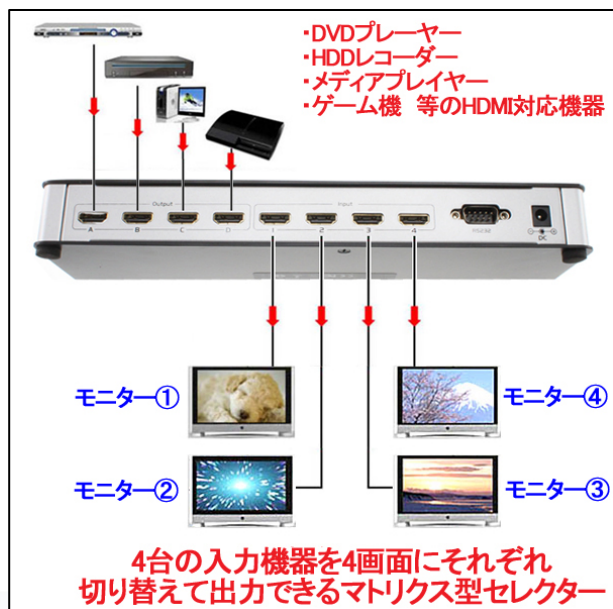 ・DVDプレーヤー
・HDDレコーダー
・メディアプレイヤー
・ゲーム機 等のHDMI対応機器
Output
Input
A
B
C
D
1
2
3
4
RS232
DC
モニター①
モニター④
モニター②
モニター③
4台の入力機器を4画面にそれぞれ
切り替えて出力できるマトリクス型セレクター